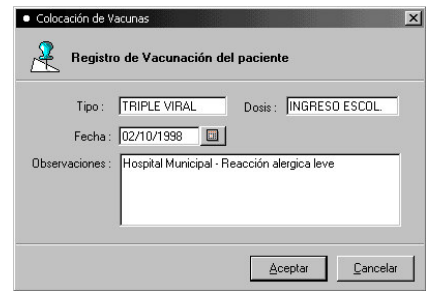 Colocación de Vacunas
Registro de Vacunación del paciente
Tipo : TRIPLE VIRAL Dosis : INGRESO ESCOL.
Fecha : 02/10/1998
Observaciones : Hospital Municipal - Reacción alergica leve
Aceptar Cancelar